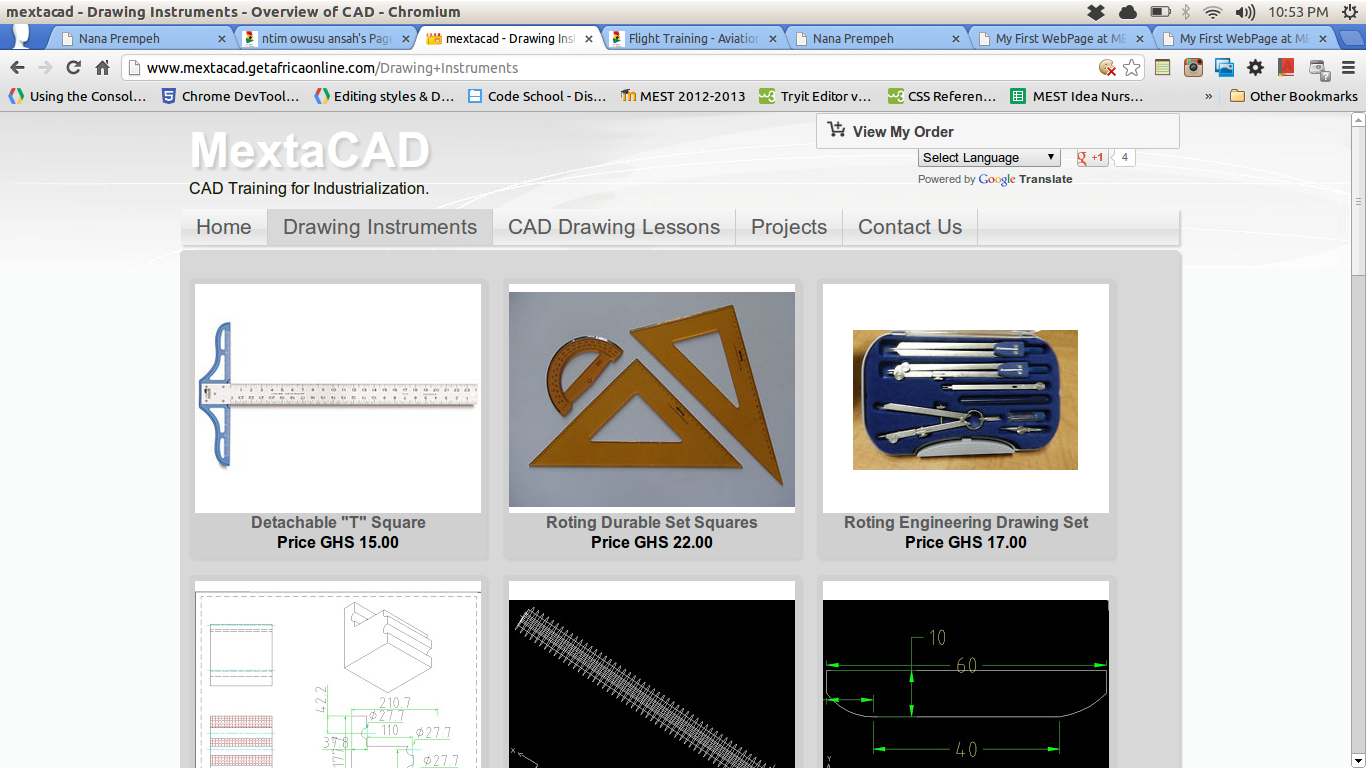 mextacad - Drawing Instruments - Overview of CAD - Chromium
10:53 PM
Nana Prempeh
ntim owusu ansah's Page
mextacad - Drawing Ins
Flight Training - Aviation
Nana Prempeh
My First WebPage at ME
My First WebPage at ME
www.mextacad.getafricaonline.com/Drawing+Instruments
Using the Consol...
Chrome DevTool...
Editing styles & D...
Code School - Dis...
MEST 2012-2013
Tryit Editor v...
CSS Referen...
MEST Idea Nurs...
»
Other Bookmarks
MextaCAD
CAD Training for Industrialization.
View My Order
Select Language
+1
4
Powered by Google Translate
Home
Drawing Instruments
CAD Drawing Lessons
Projects
Contact Us
Detachable "T" Square
Price GHS 15.00
Roting Durable Set Squares
Price GHS 22.00
Roting Engineering Drawing Set
Price GHS 17.00
42.2
210.7
Ø27.7
110
Ø27.7
37.8
Ø27.7
X
10
60
40
Y